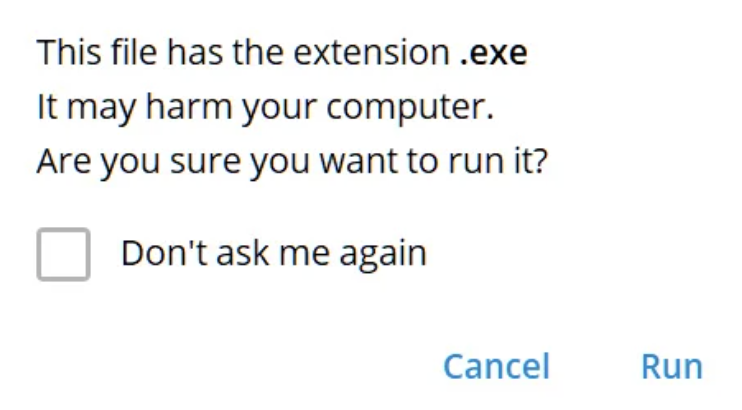 This file has the extension .exe
It may harm your computer.
Are you sure you want to run it?
Don't ask me again
Cancel Run